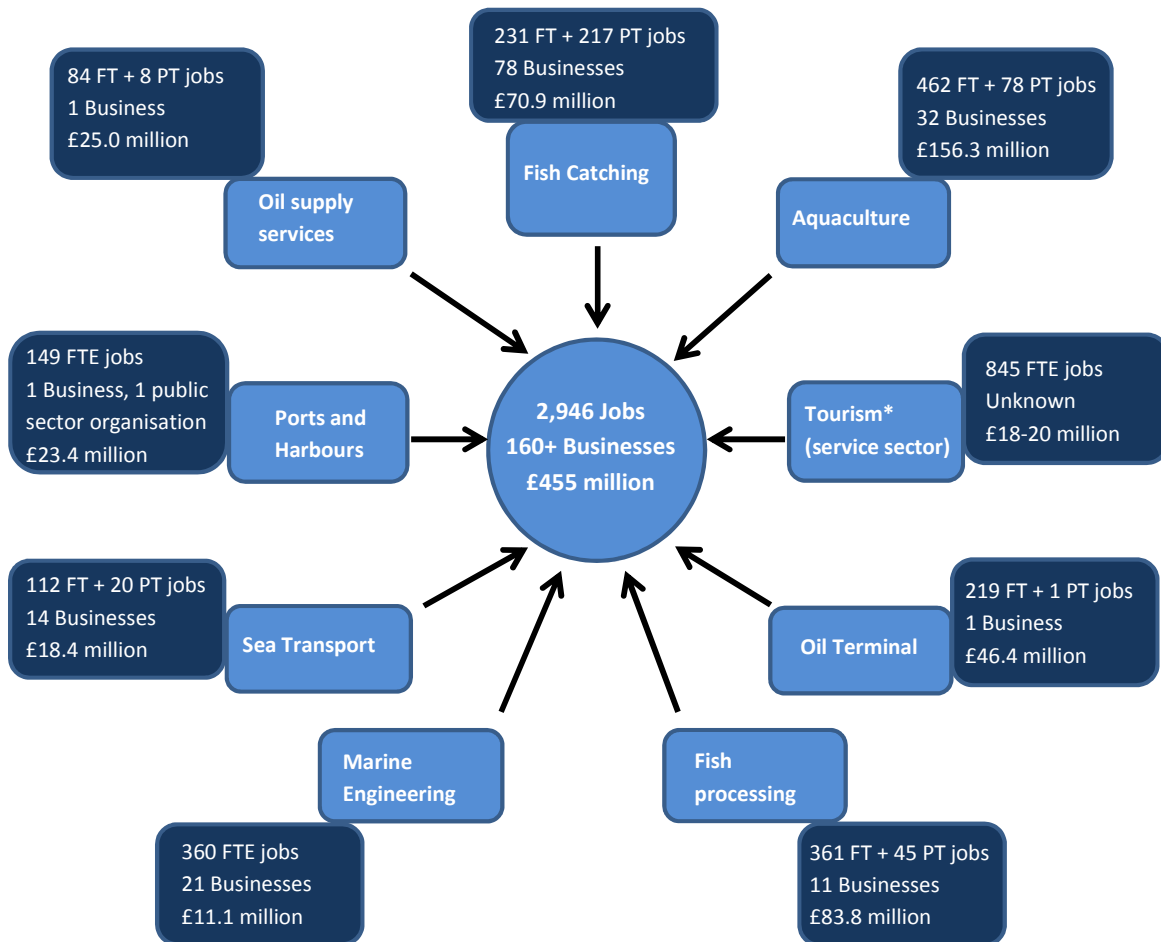 231 FT + 217 PT jobs
78 Businesses
£70.9 million
Fish Catching
84 FT + 8 PT jobs
1 Business
£25.0 million
Oil supply
services
462 FT + 78 PT jobs
32 Businesses
£156.3 million
Aquaculture
149 FTE jobs
1 Business, 1 public
sector organisation
£23.4 million
Ports and
Harbours
2,946 Jobs
160+ Businesses
£455 million
845 FTE jobs
Unknown
£18-20 million
Tourism*
(service sector)
112 FT + 20 PT jobs
14 Businesses
£18.4 million
Sea Transport
219 FT + 1 PT jobs
1 Business
£46.4 million
Oil Terminal
Marine
Engineering
360 FTE jobs
21 Businesses
£11.1 million
Fish
processing
361 FT + 45 PT jobs
11 Businesses
£83.8 million